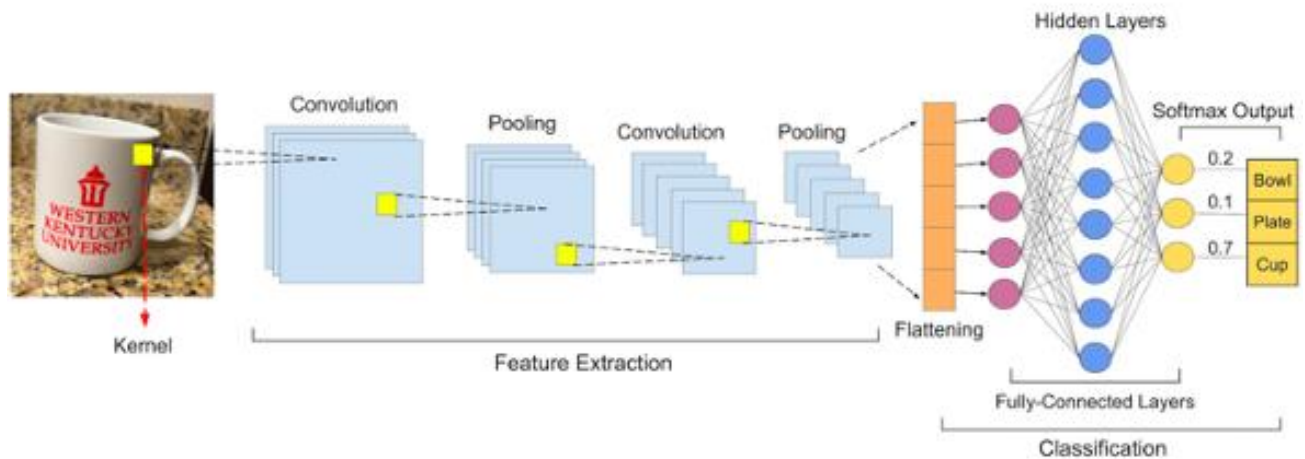 Hidden Layers
Convolution
Pooling
Convolution
Pooling
Softmax Output
0.2
Bowl
0.1
Plate
0.7
Cup
WESTERN
KENTUCKY
UNIVERSITY
Kernel
Flattening
Feature Extraction
Fully-Connected Layers
Classification